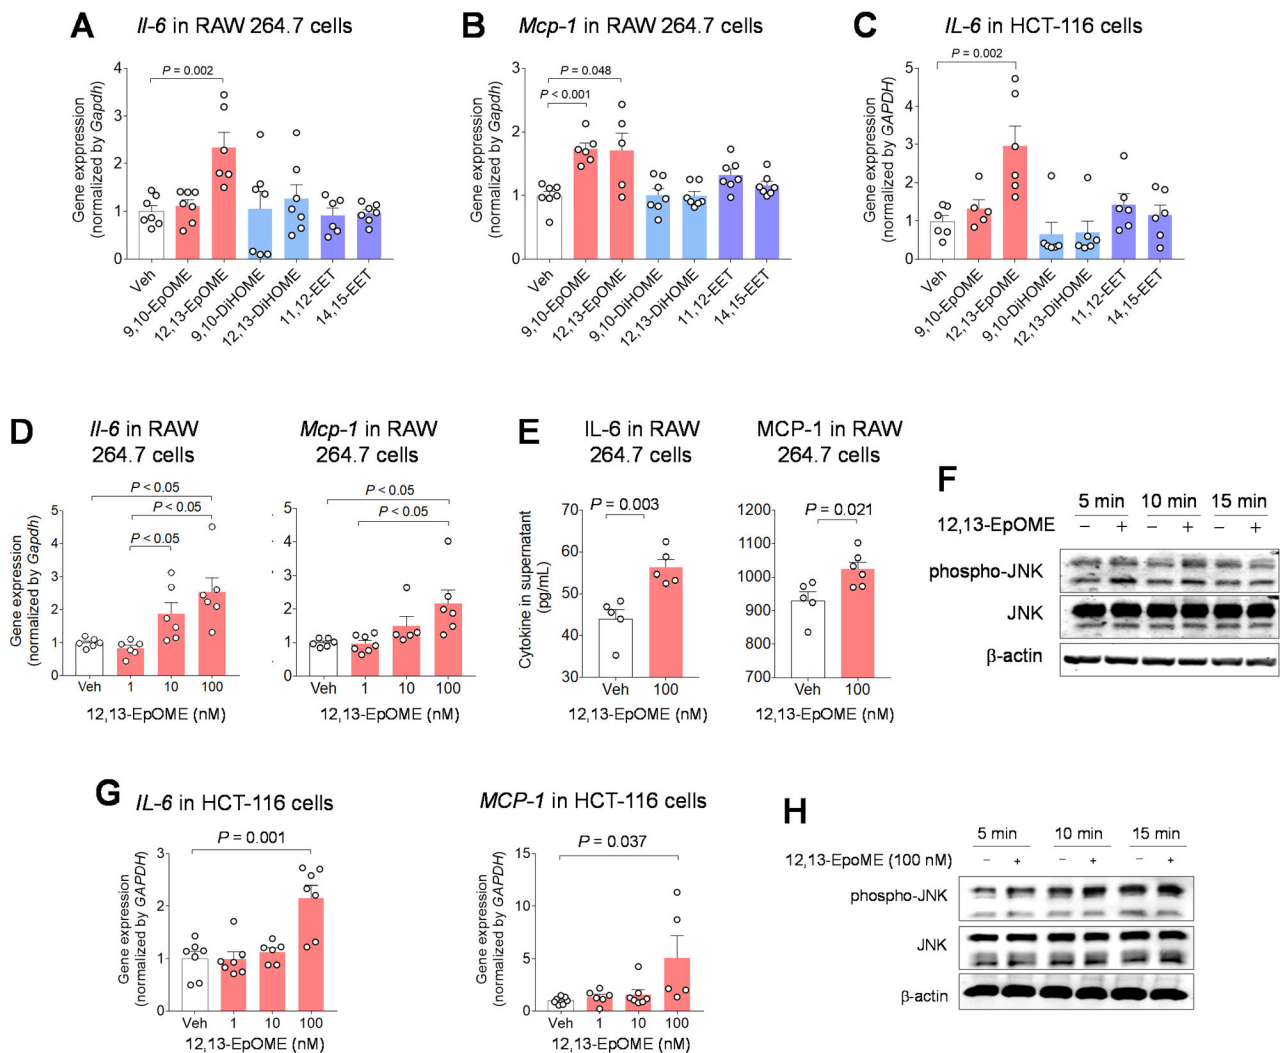 A
Il-6 in RAW 264.7 cells
Gene exppression
(normalized by Gapdh)
4
3
2
1
0
P = 0.002
Veh
9,10-EpOME
12,13-EpOME
9,10-DiHOME
12,13-DiHOME
11,12-EET
14,15-EET
B
Mcp-1 in RAW 264.7 cells
Gene exppression
(normalized by Gapdh)
3
2
1
0
P = 0.048
P < 0.001
Veh
9,10-EpOME
12,13-EpOME
9,10-DiHOME
12,13-DiHOME
11,12-EET
14,15-EET
C
IL-6 in HCT-116 cells
Gene exppression
(normalized by GAPDH)
5
4
3
2
1
0
P = 0.002
Veh
9,10-EpOME
12,13-EpOME
9,10-DiHOME
12,13-DiHOME
11,12-EET
14,15-EET
D
Il-6 in RAW
264.7 cells
Gene expression
(normalized by Gapdh)
5
4
3
2
1
0
P < 0.05
P < 0.05
P < 0.05
Veh 1 10 100
12,13-EpOME (nM)
Mcp-1 in RAW
264.7 cells
5
4
3
2
1
0
P < 0.05
P < 0.05
Veh 1 10 100
12,13-EpOME (nM)
E
IL-6 in RAW
264.7 cells
Cytokine in supernatant
(pg/mL)
70
60
50
40
30
P = 0.003
Veh 100
12,13-EpOME (nM)
MCP-1 in RAW
264.7 cells
1200
1100
1000
900
800
700
P = 0.021
Veh 100
12,13-EpOME (nM)
F
5 min 10 min 15 min
12,13-EpOME − + − + − +
phospho-JNK
JNK
β-actin
G
IL-6 in HCT-116 cells
Gene expression
(normalized by GAPDH)
3
2
1
0
P = 0.001
Veh 1 10 100
12,13-EpOME (nM)
MCP-1 in HCT-116 cells
Gene expression
(normalized by GAPDH)
15
10
5
0
P = 0.037
Veh 1 10 100
12,13-EpOME (nM)
H
5 min 10 min 15 min
12,13-EpoME (100 nM) − + − + − +
phospho-JNK
JNK
β-actin